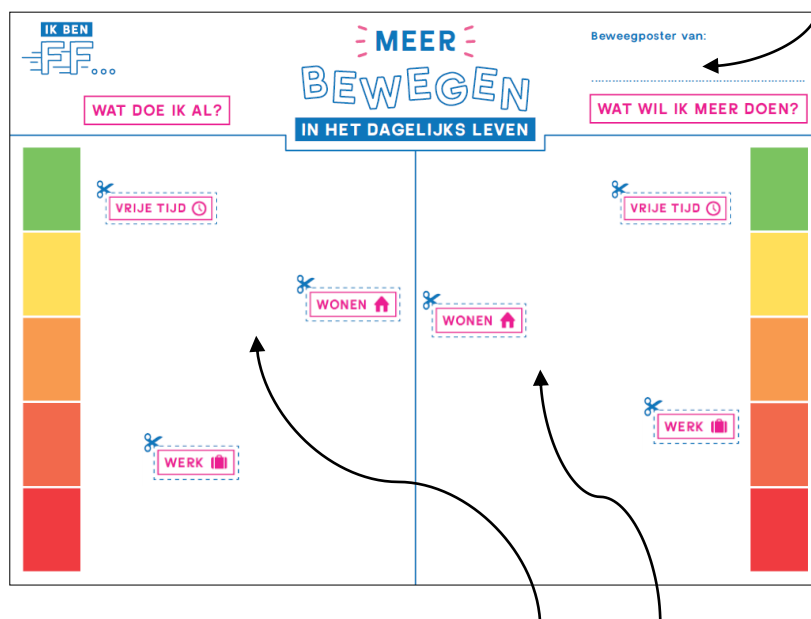 IK BEN
FF...
MEER
BEWEGEN
IN HET DAGELIJKS LEVEN
Beweegposter van:
WAT DOE IK AL?
WAT WIL IK MEER DOEN?
VRIJE TIJD
VRIJE TIJD
WONEN
WONEN
WERK
WERK